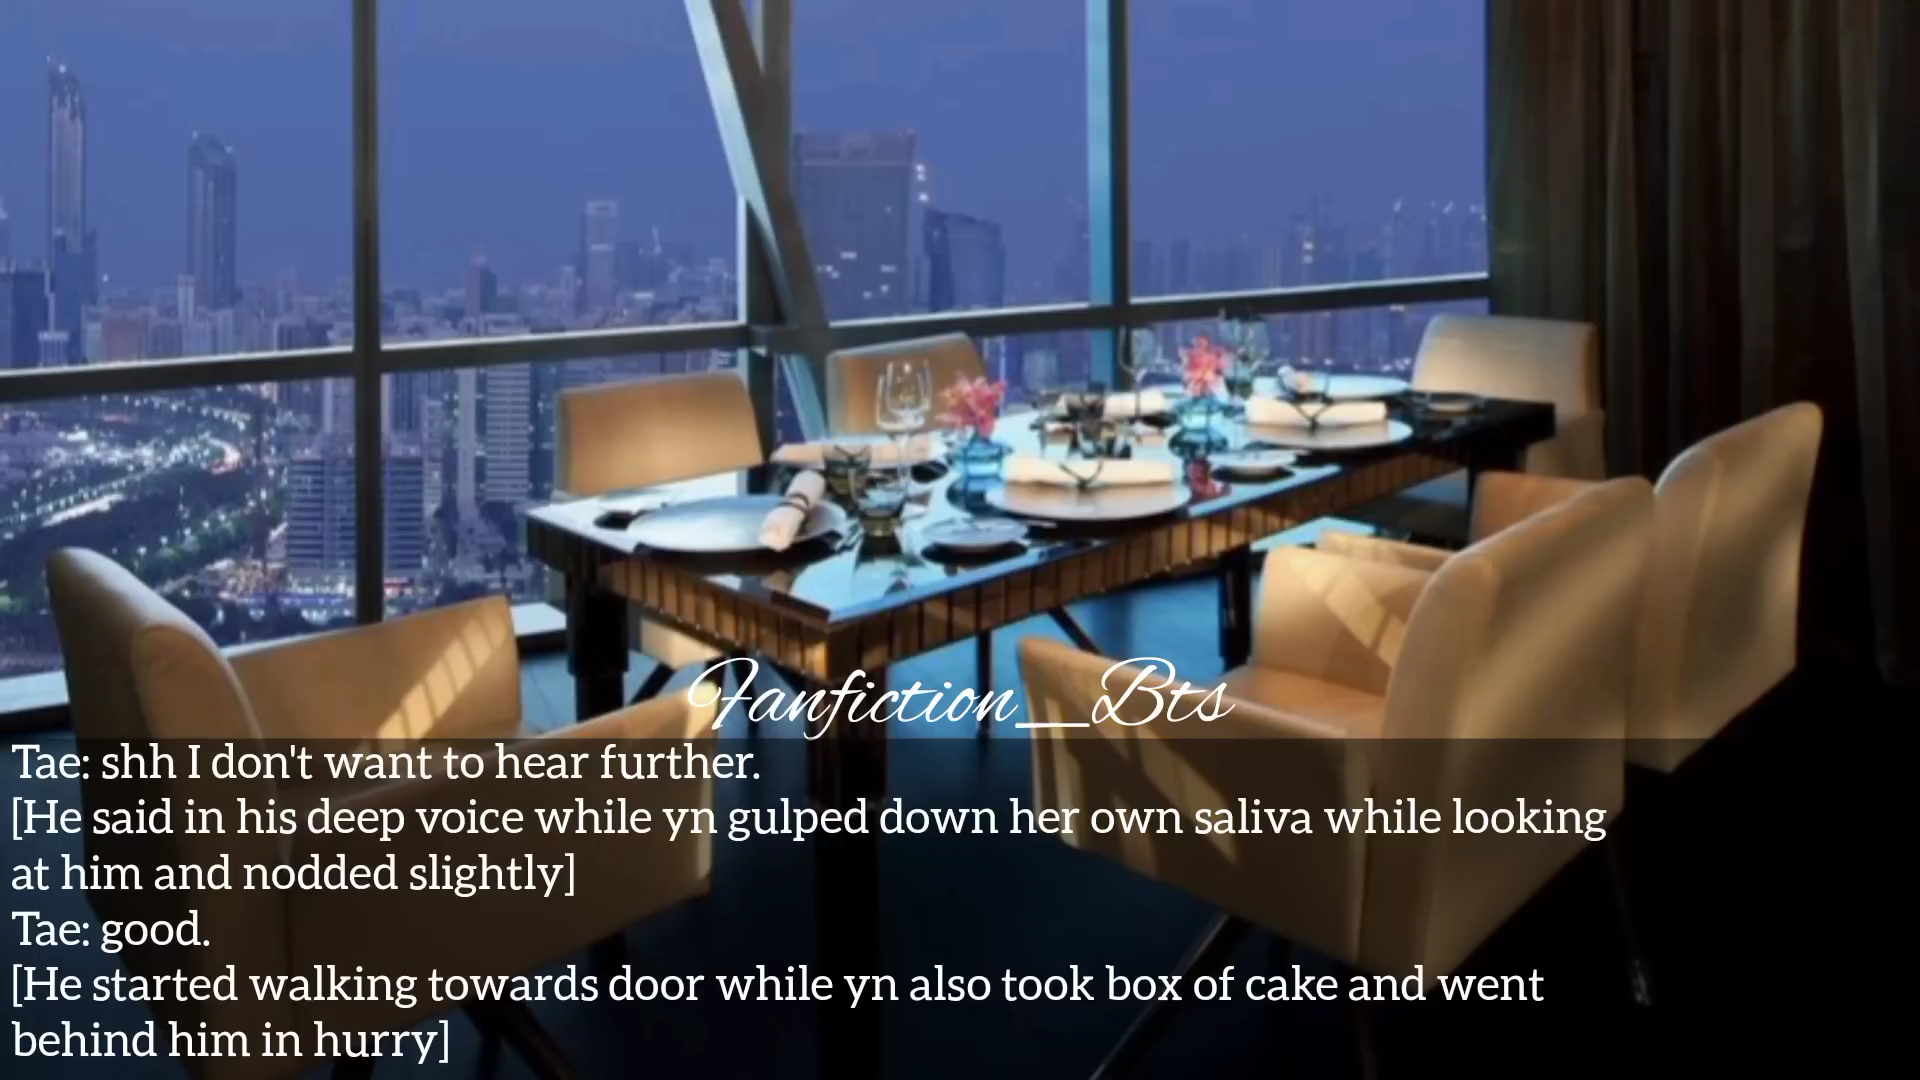 Fanfiction_Bts
Tae: shh I don't want to hear further.
[He said in his deep voice while yn gulped down her own saliva while looking
at him and nodded slightly]
Tae: good.
[He started walking towards door while yn also took box of cake and went
behind him in hurry]